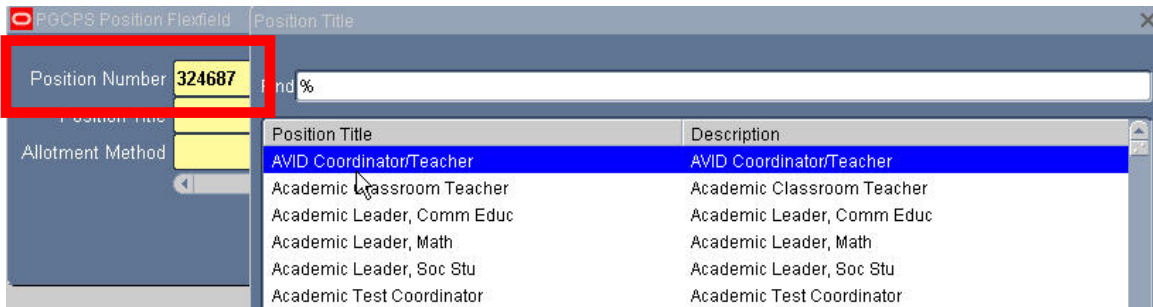 PGCPS Position Flexfield
Position Number 324687
Position Title
Allotment Method
Position Title
Find %
Position Title Description
AVID Coordinator/Teacher AVID Coordinator/Teacher
Academic Classroom Teacher Academic Classroom Teacher
Academic Leader, Comm Educ Academic Leader, Comm Educ
Academic Leader, Math Academic Leader, Math
Academic Leader, Soc Stu Academic Leader, Soc Stu
Academic Test Coordinator Academic Test Coordinator